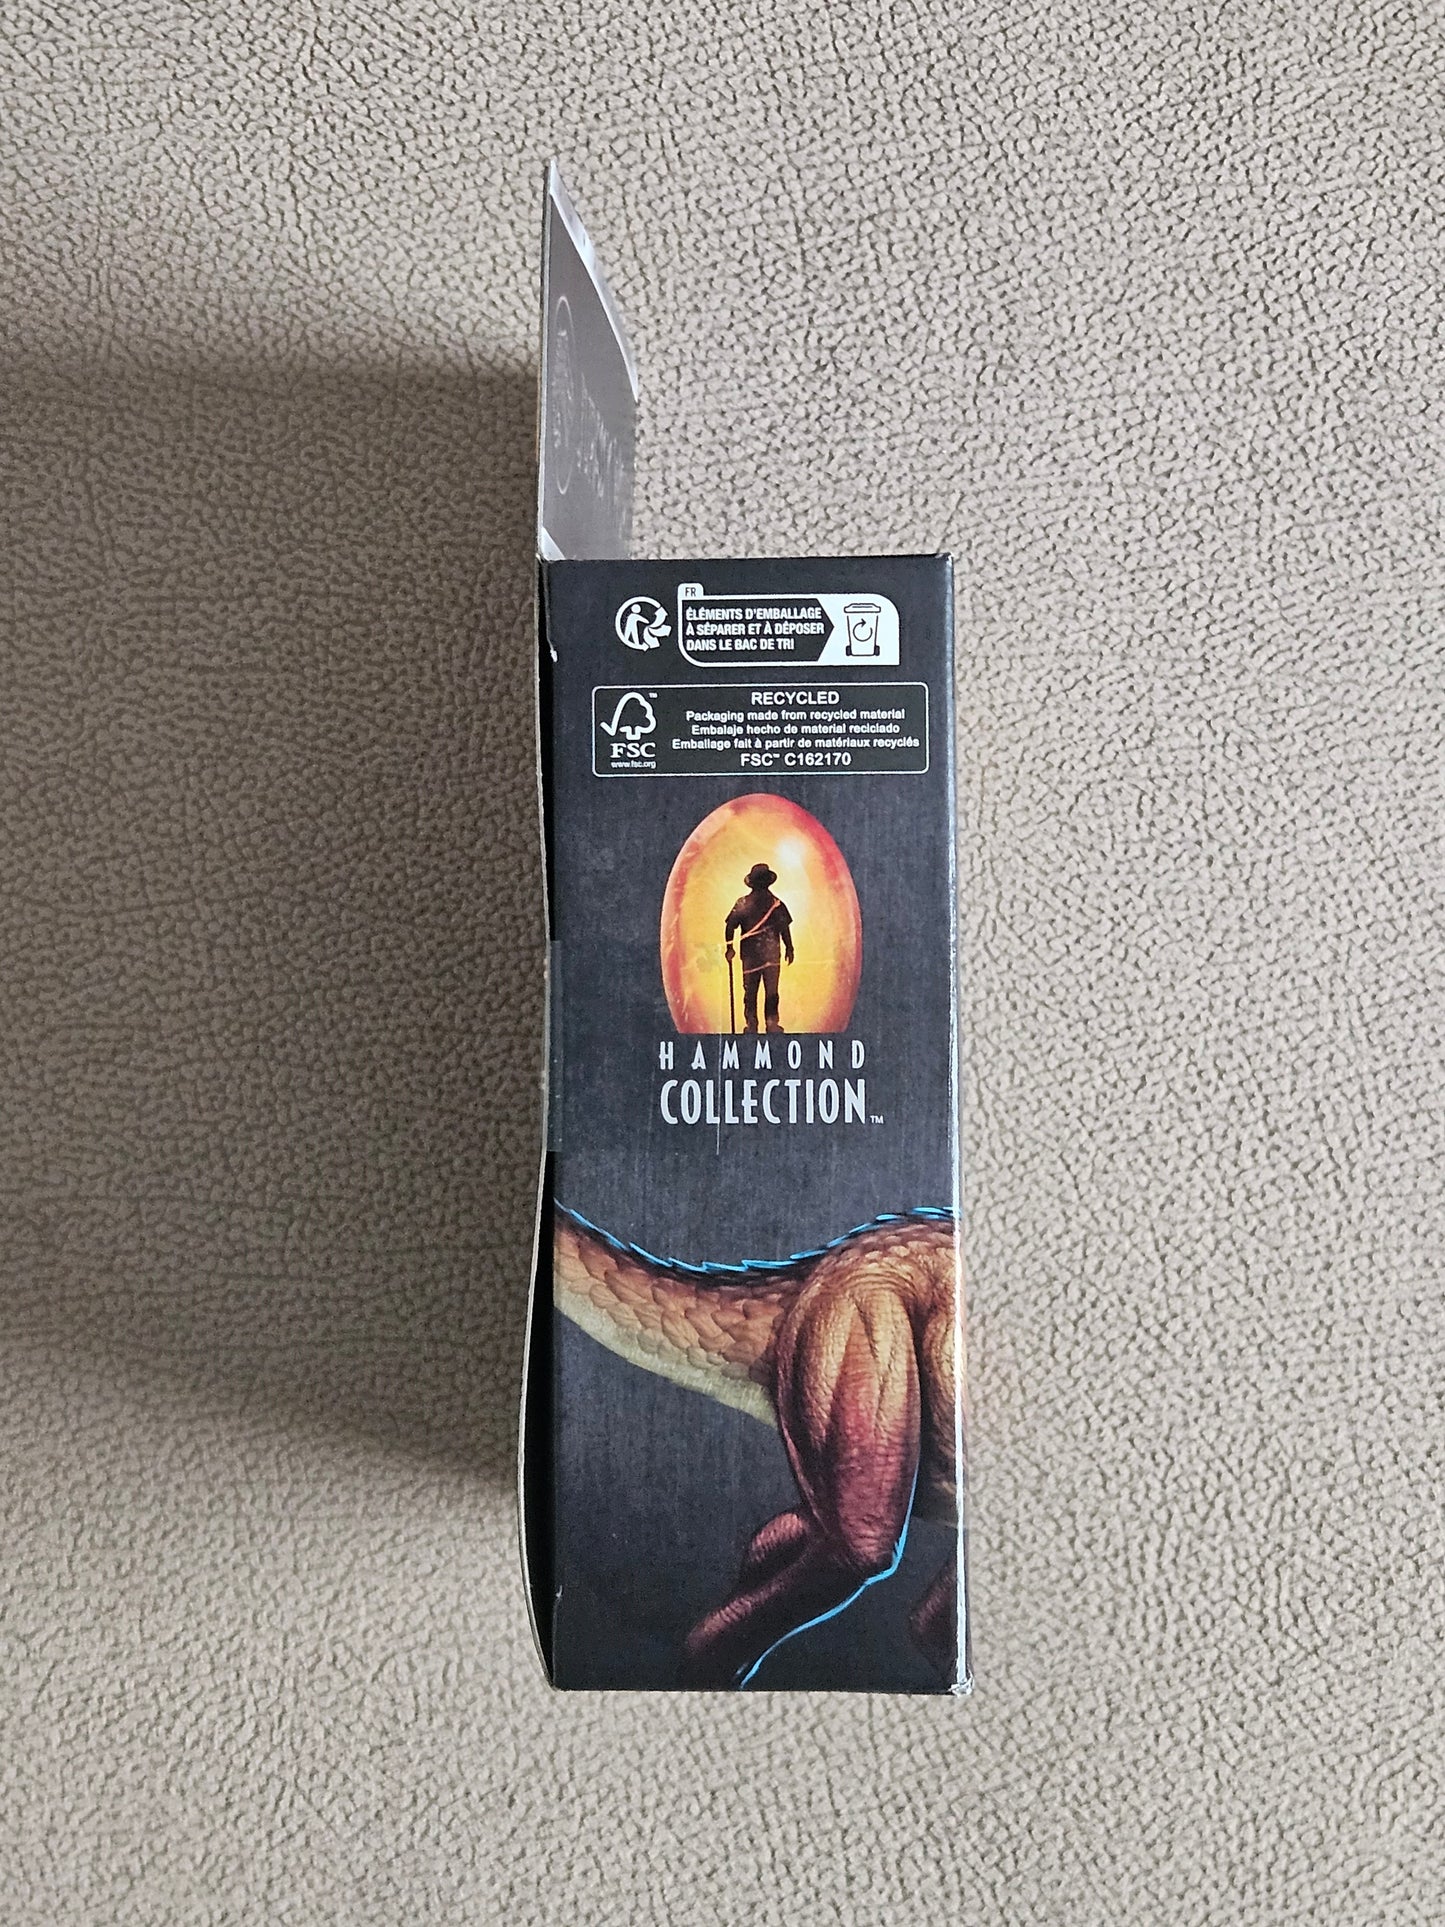 FR
ÉLÉMENTS D'EMBALLAGE
À SÉPARER ET À DÉPOSER
DANS LE BAC DE TRI
FSC™
www.fsc.org
RECYCLED
Packaging made from recycled material
Embalaje hecho de material reciclado
Emballage fait à partir de matériaux recyclés
FSC™ C162170
HAMMOND
COLLECTION™